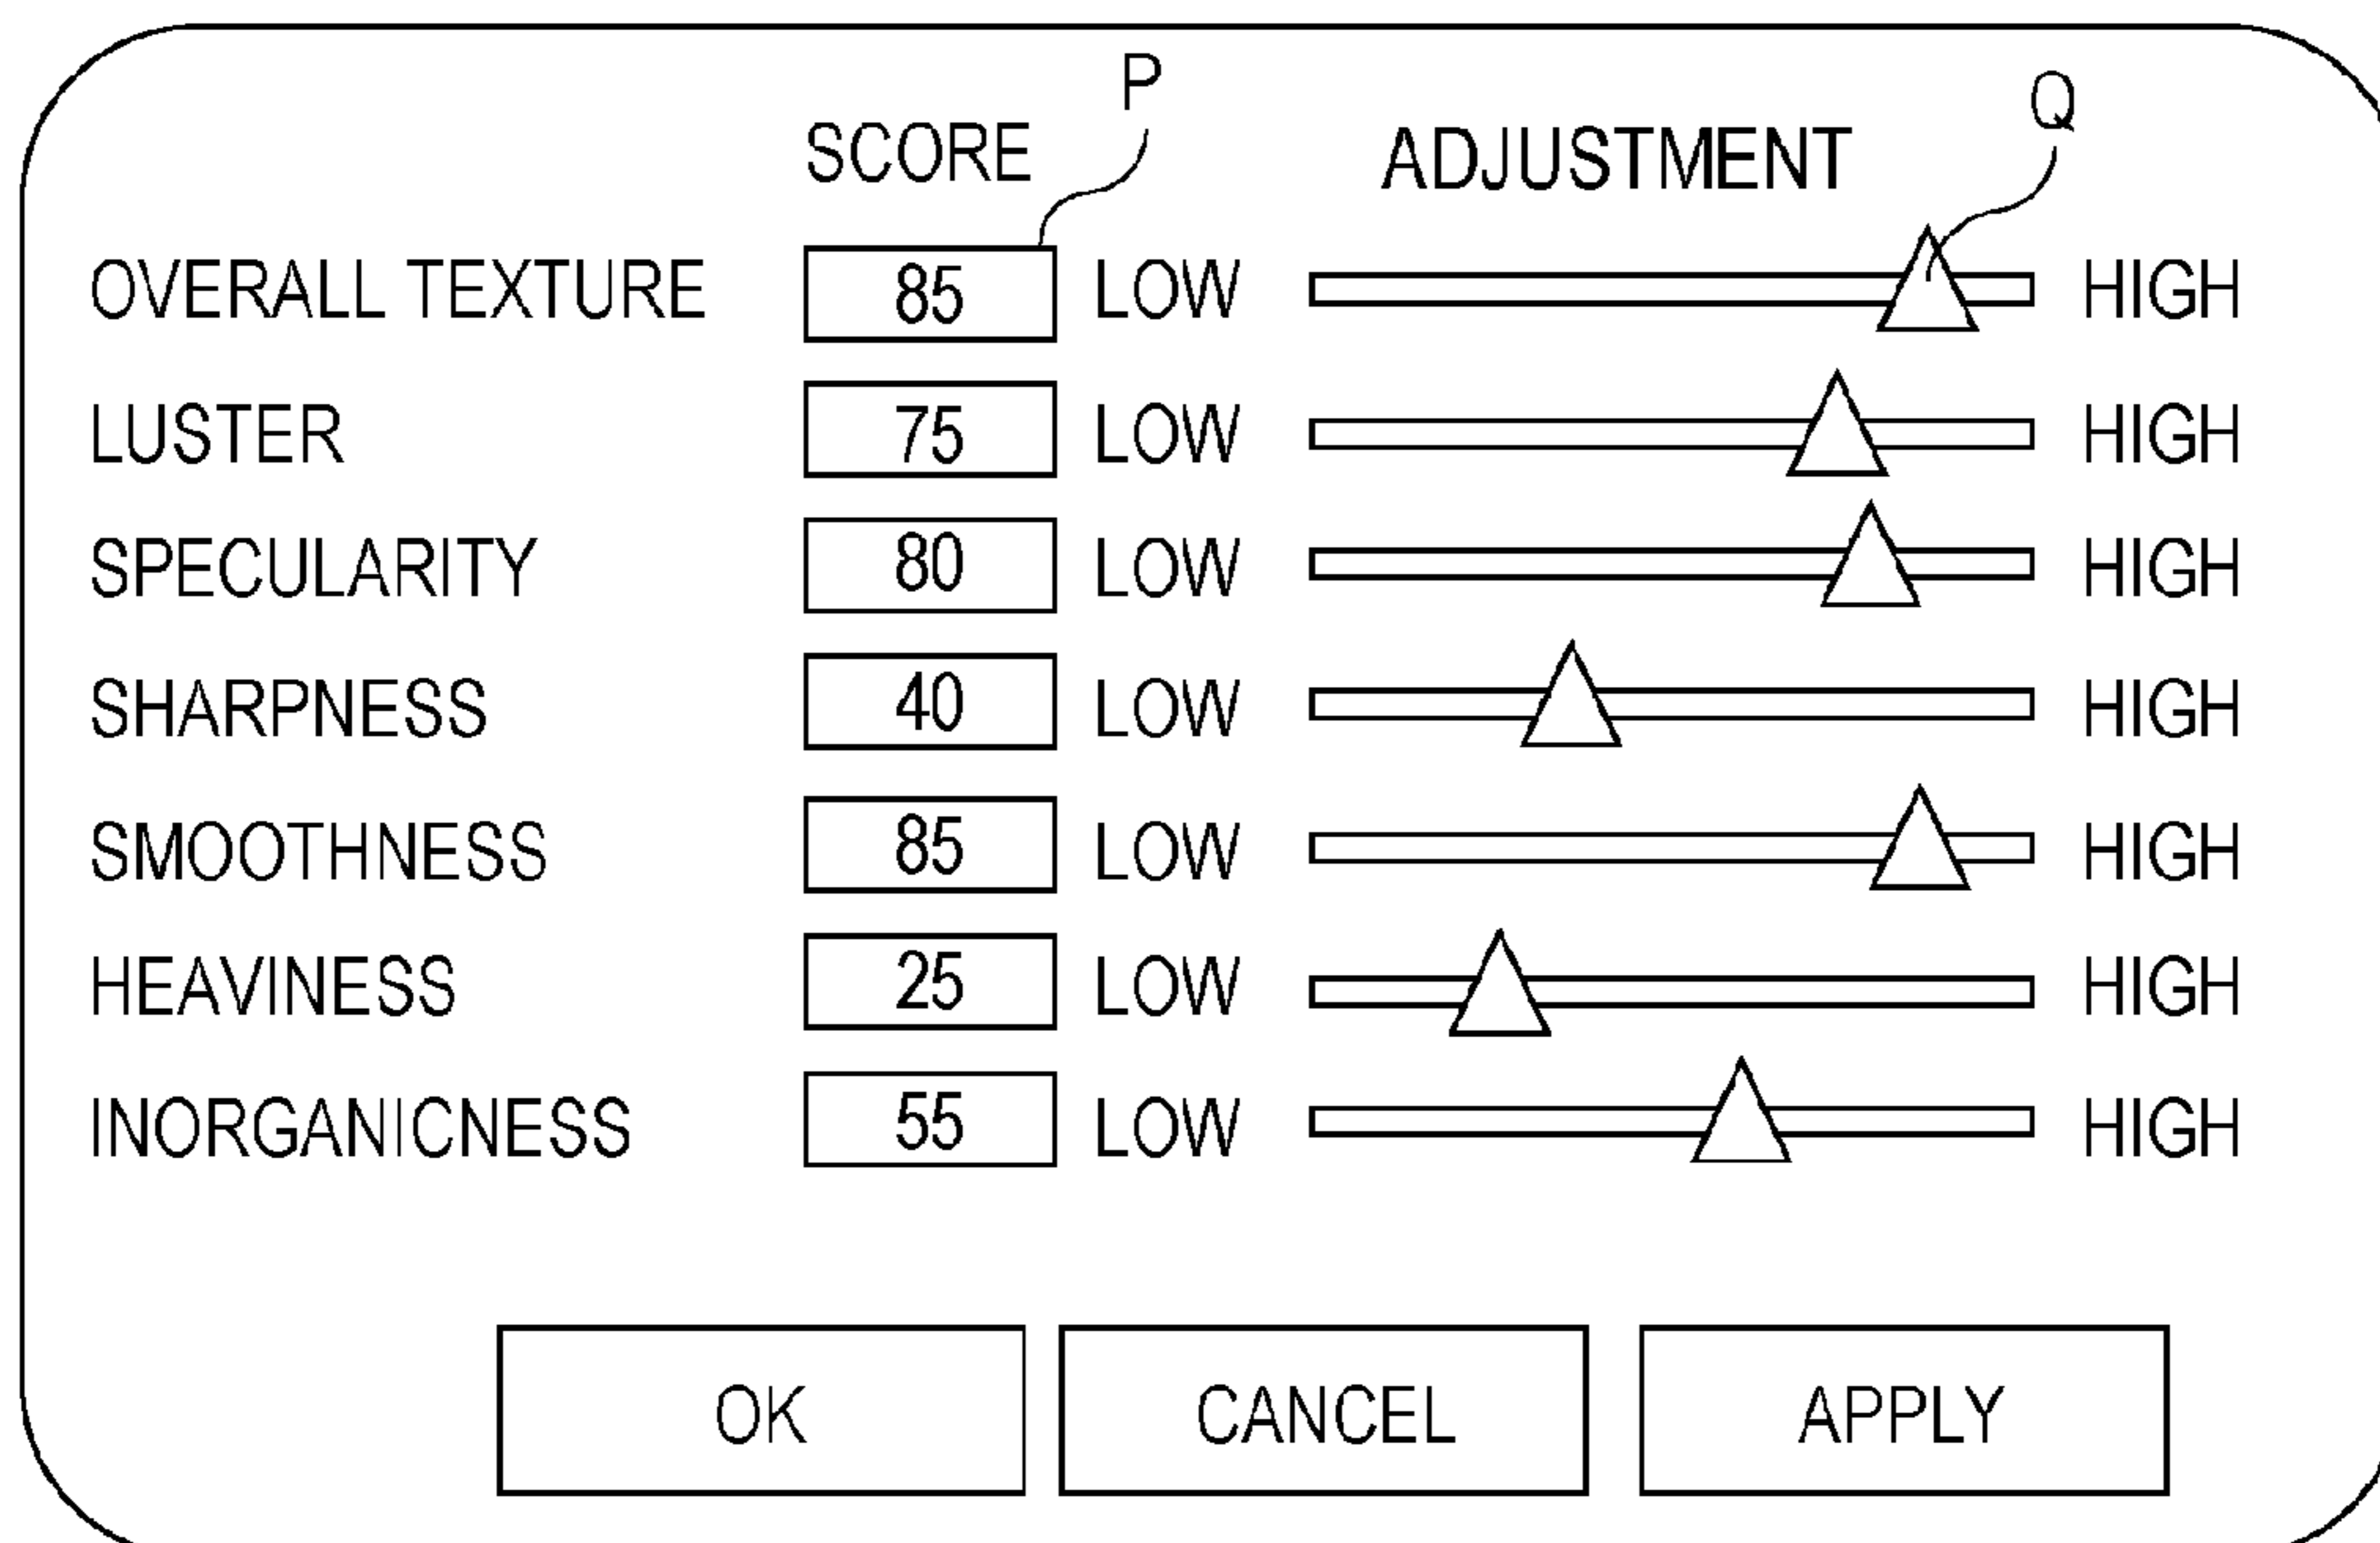 P
Q
SCORE ADJUSTMENT
OVERALL TEXTURE 85 LOW HIGH
LUSTER 75 LOW HIGH
SPECULARITY 80 LOW HIGH
SHARPNESS 40 LOW HIGH
SMOOTHNESS 85 LOW HIGH
HEAVINESS 25 LOW HIGH
INORGANICNESS 55 LOW HIGH
OK CANCEL APPLY